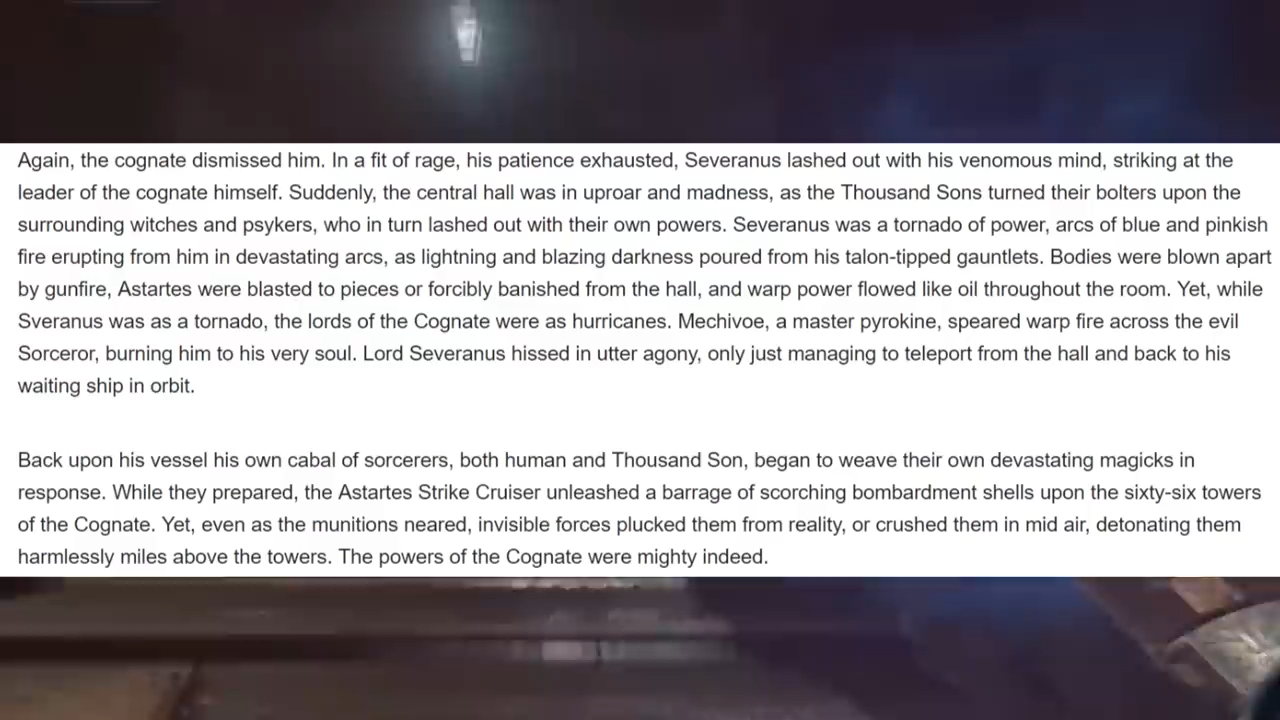 Again, the cognate dismissed him. In a fit of rage, his patience exhausted, Severanus lashed out with his venomous mind, striking at the
leader of the cognate himself. Suddenly, the central hall was in uproar and madness, as the Thousand Sons turned their bolters upon the
surrounding witches and psykers, who in turn lashed out with their own powers. Severanus was a tornado of power, arcs of blue and pinkish
fire erupting from him in devastating arcs, as lightning and blazing darkness poured from his talon-tipped gauntlets. Bodies were blown apart
by gunfire, Astartes were blasted to pieces or forcibly banished from the hall, and warp power flowed like oil throughout the room. Yet, while
Sveranus was as a tornado, the lords of the Cognate were as hurricanes. Mechivoe, a master pyrokine, speared warp fire across the evil
Sorceror, burning him to his very soul. Lord Severanus hissed in utter agony, only just managing to teleport from the hall and back to his
waiting ship in orbit.
Back upon his vessel his own cabal of sorcerers, both human and Thousand Son, began to weave their own devastating magicks in
response. While they prepared, the Astartes Strike Cruiser unleashed a barrage of scorching bombardment shells upon the sixty-six towers
of the Cognate. Yet, even as the munitions neared, invisible forces plucked them from reality, or crushed them in mid air, detonating them
harmlessly miles above the towers. The powers of the Cognate were mighty indeed.